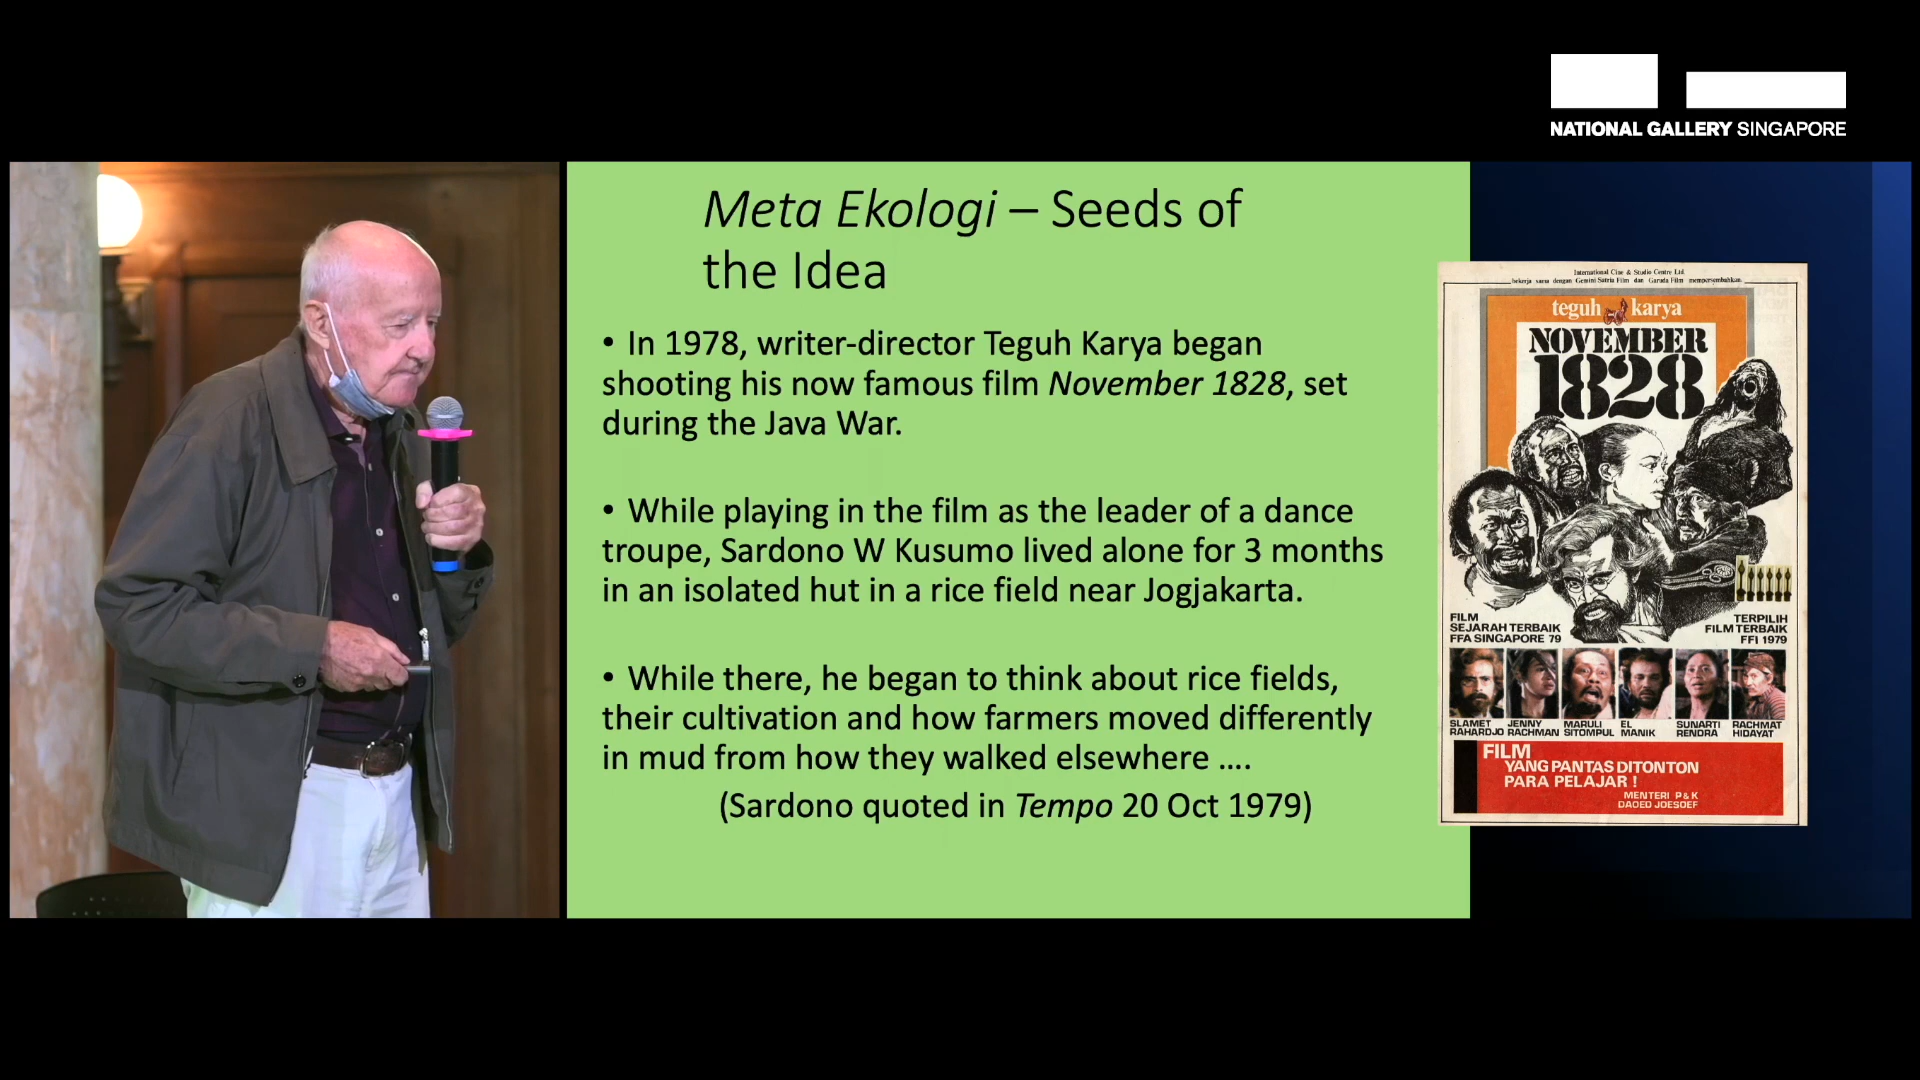 NATIONAL GALLERY SINGAPORE
Meta Ekologi – Seeds of
the Idea
• In 1978, writer-director Teguh Karya began
shooting his now famous film November 1828, set
during the Java War.
• While playing in the film as the leader of a dance
troupe, Sardono W Kusumo lived alone for 3 months
in an isolated hut in a rice field near Jogjakarta.
• While there, he began to think about rice fields,
their cultivation and how farmers moved differently
in mud from how they walked elsewhere ....
(Sardono quoted in Tempo 20 Oct 1979)
International Cine & Studio Centre Ltd.
bekerja sama dengan Gemini Satria Film dan Garuda Film mempersembahkan.
teguh karya
NOVEMBER
1828
FILM
SEJARAH TERBAIK
FFA SINGAPORE 79
TERPILIH
FILM TERBAIK
FFI 1979
SLAMET
RAHARDJO
JENNY
RACHMAN
MARULI
SITOMPUL
EL
MANIK
SUNARTI
RENDRA
RACHMAT
HIDAYAT
FILM
YANG PANTAS DITONTON
PARA PELAJAR !
MENTERI P & K
DAOED JOESOEF